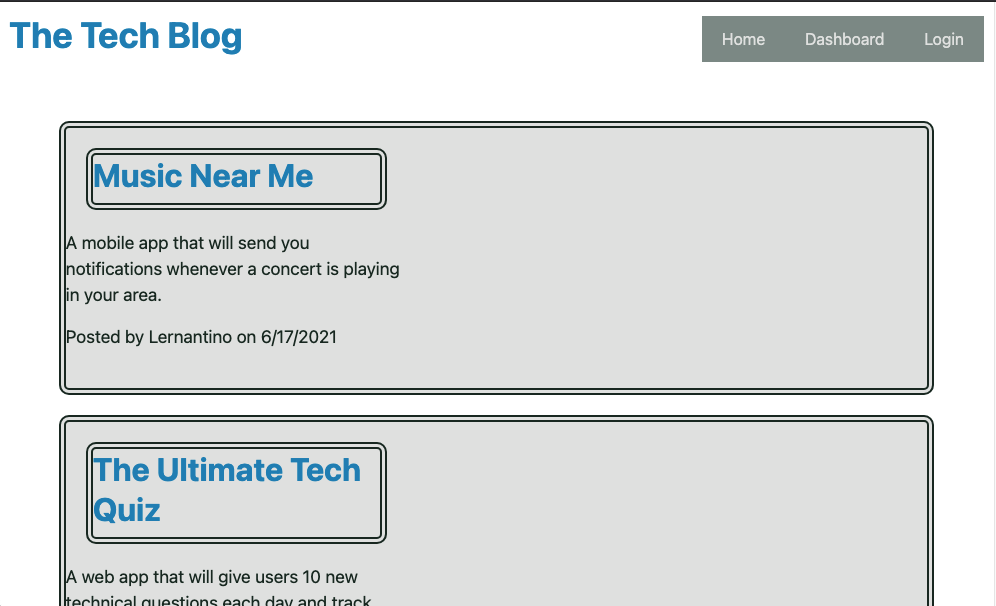 The Tech Blog
Home Dashboard Login
Music Near Me
A mobile app that will send you
notifications whenever a concert is playing
in your area.
Posted by Lernantino on 6/17/2021
The Ultimate Tech
Quiz
A web app that will give users 10 new
technical questions each day and track